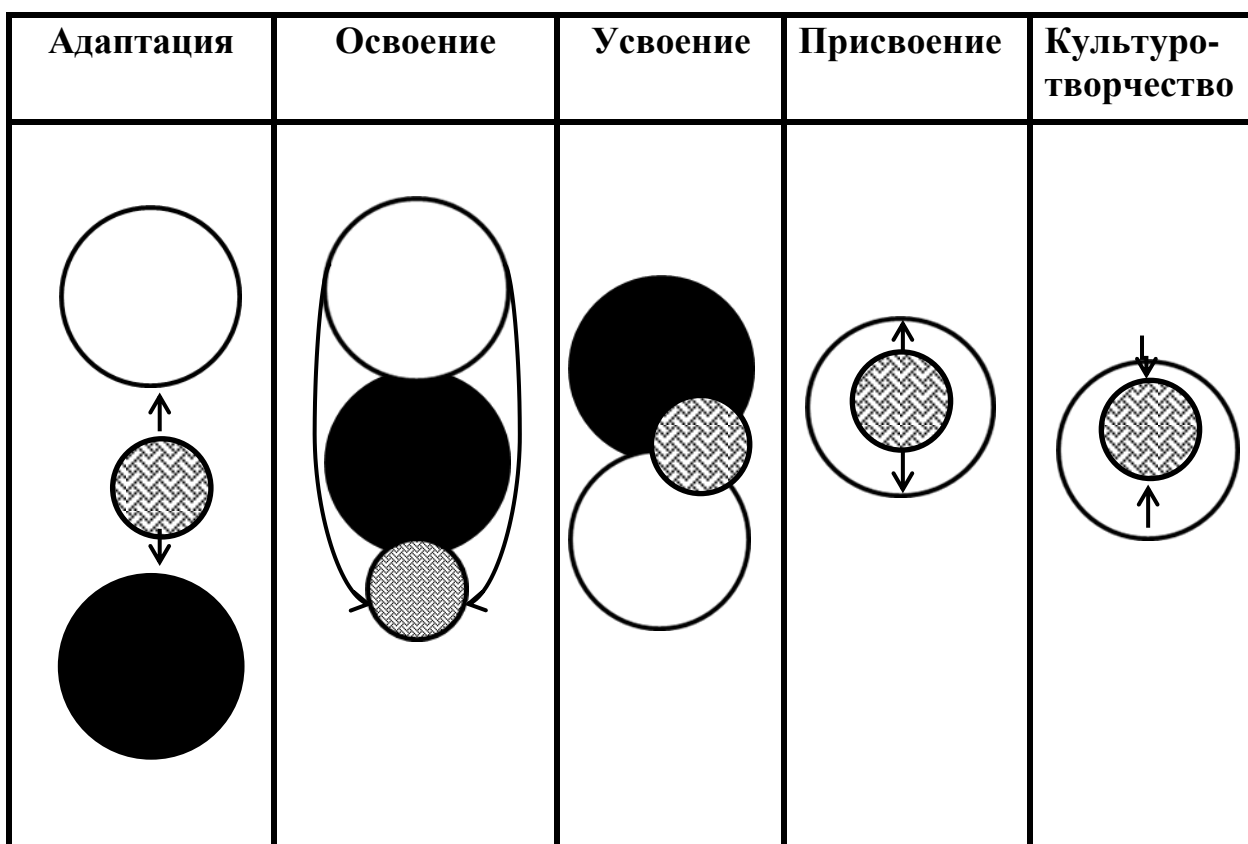 Адаптация
Освоение
Усвоение
Присвоение
Культуро-
творчество